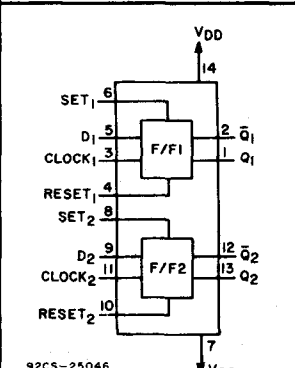 VDD
14
6
SET1
D1 5 F/F1 2 Q̅1
CLOCK1 3 1 Q1
RESET1 4
SET2 8
D2 9 F/F2 12 Q̅2
CLOCK2 11 13 Q2
RESET2 10
7
92CS-25046